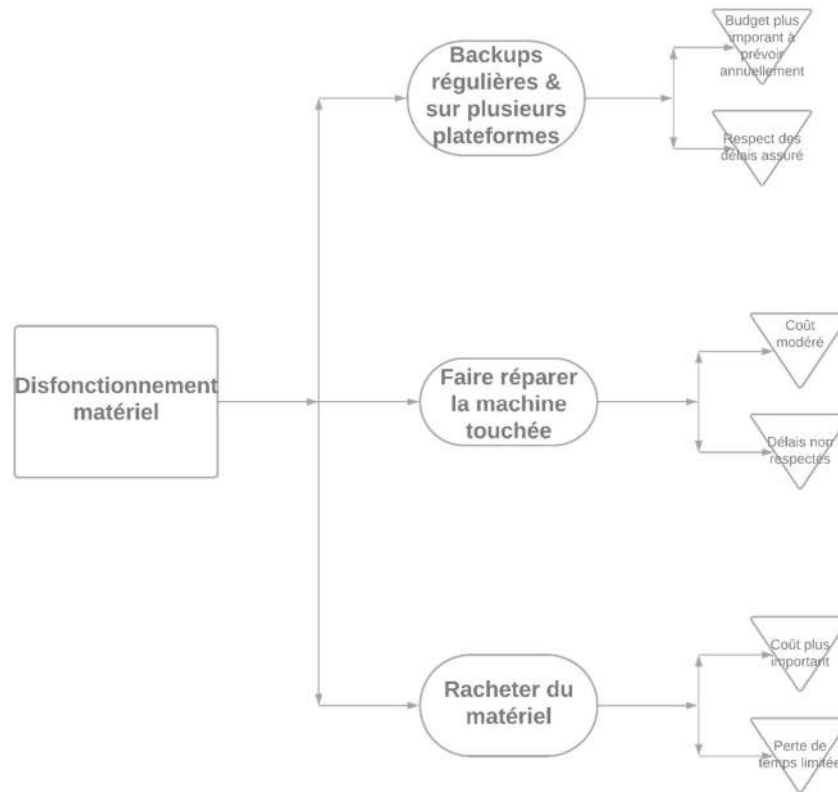 Budget plus
imporant à
prévoir
annuellement
Backups
régulières &
sur plusieurs
plateformes
Respect des
délais assuré
Coût
modéré
Disfonctionnement
matériel
Faire réparer
la machine
touchée
Délais non
respectés
Coût plus
important
Racheter du
matériel
Perte de
temps limitée